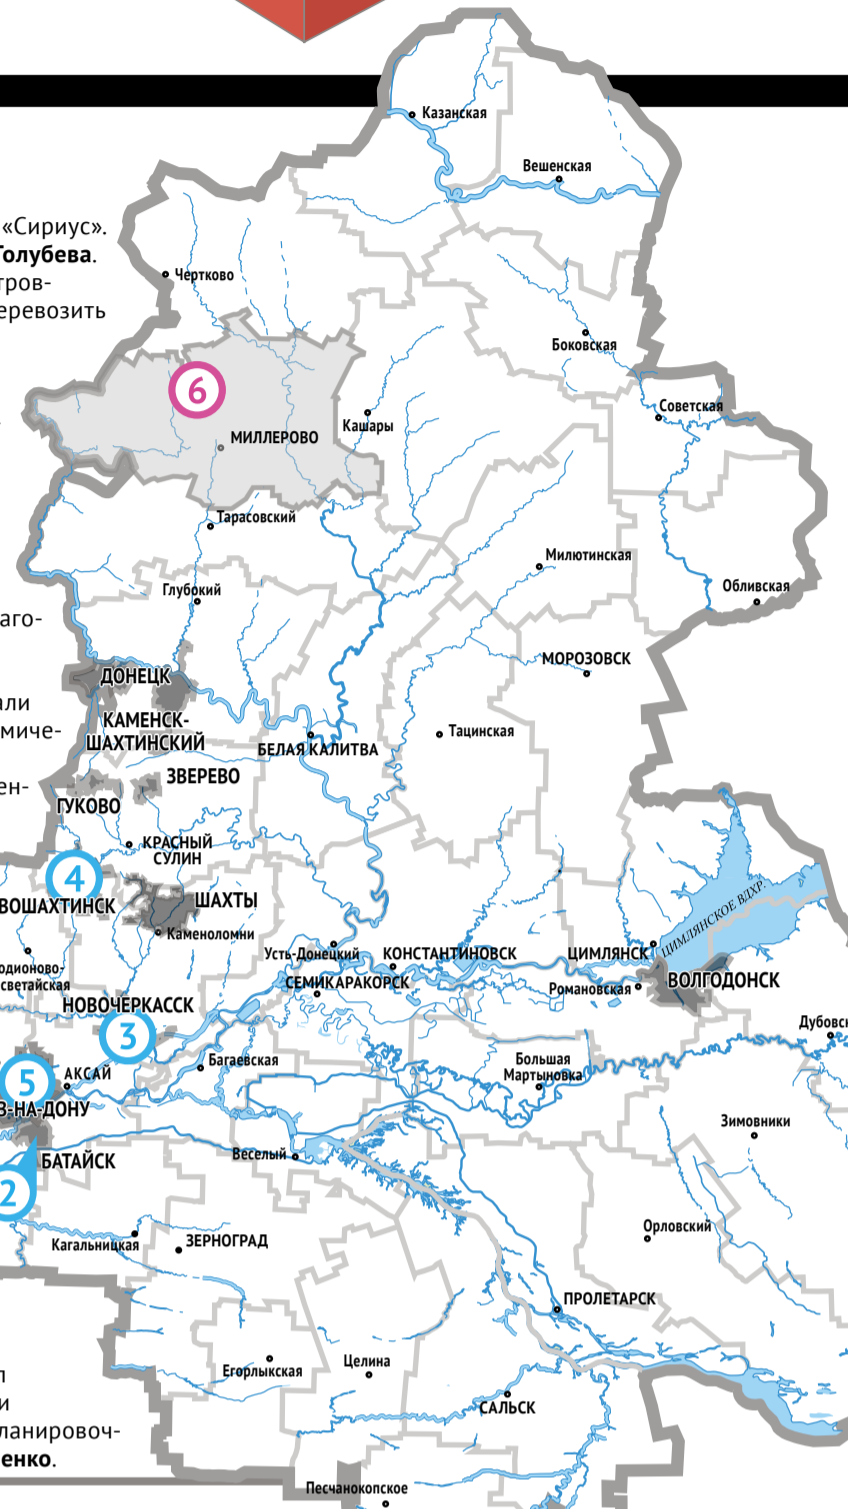 Казанская
Вешенская
«Сириус».
Голубева.
тров-
еревозить
Чертково
Боковская
6
Советская
Кашары
МИЛЛЕРОВО
Тарасовский
Милютинская
Глубокий
Обливская
аго-
МОРОЗОВСК
ДОНЕЦК
али
миче-
КАМЕНСК-
ШАХТИНСКИЙ
Тацинская
БЕЛАЯ КАЛИТВА
ен-
ЗВЕРЕВО
ГУКОВО
КРАСНЫЙ
СУЛИН
4
ВОШАХТИНСК
ШАХТЫ
ЦИМЛЯНСКОЕ ВДХР.
Каменоломни
Усть-Донецкий
КОНСТАНТИНОВСК
ЦИМЛЯНСК
одионово-
светайская
СЕМИКАРАКОРСК
Романовская
ВОЛГОДОНСК
НОВОЧЕРКАССК
3
Дубовск
Багаевская
Большая
Мартыновка
5
АКСАЙ
В-НА-ДОНУ
Зимовники
Веселый
БАТАЙСК
2
Орловский
Кагальницкая
ЗЕРНОГРАД
ПРОЛЕТАРСК
Егорлыкская
Целина
л
и
САЛЬСК
ланировоч-
енко.
Песчанокопское